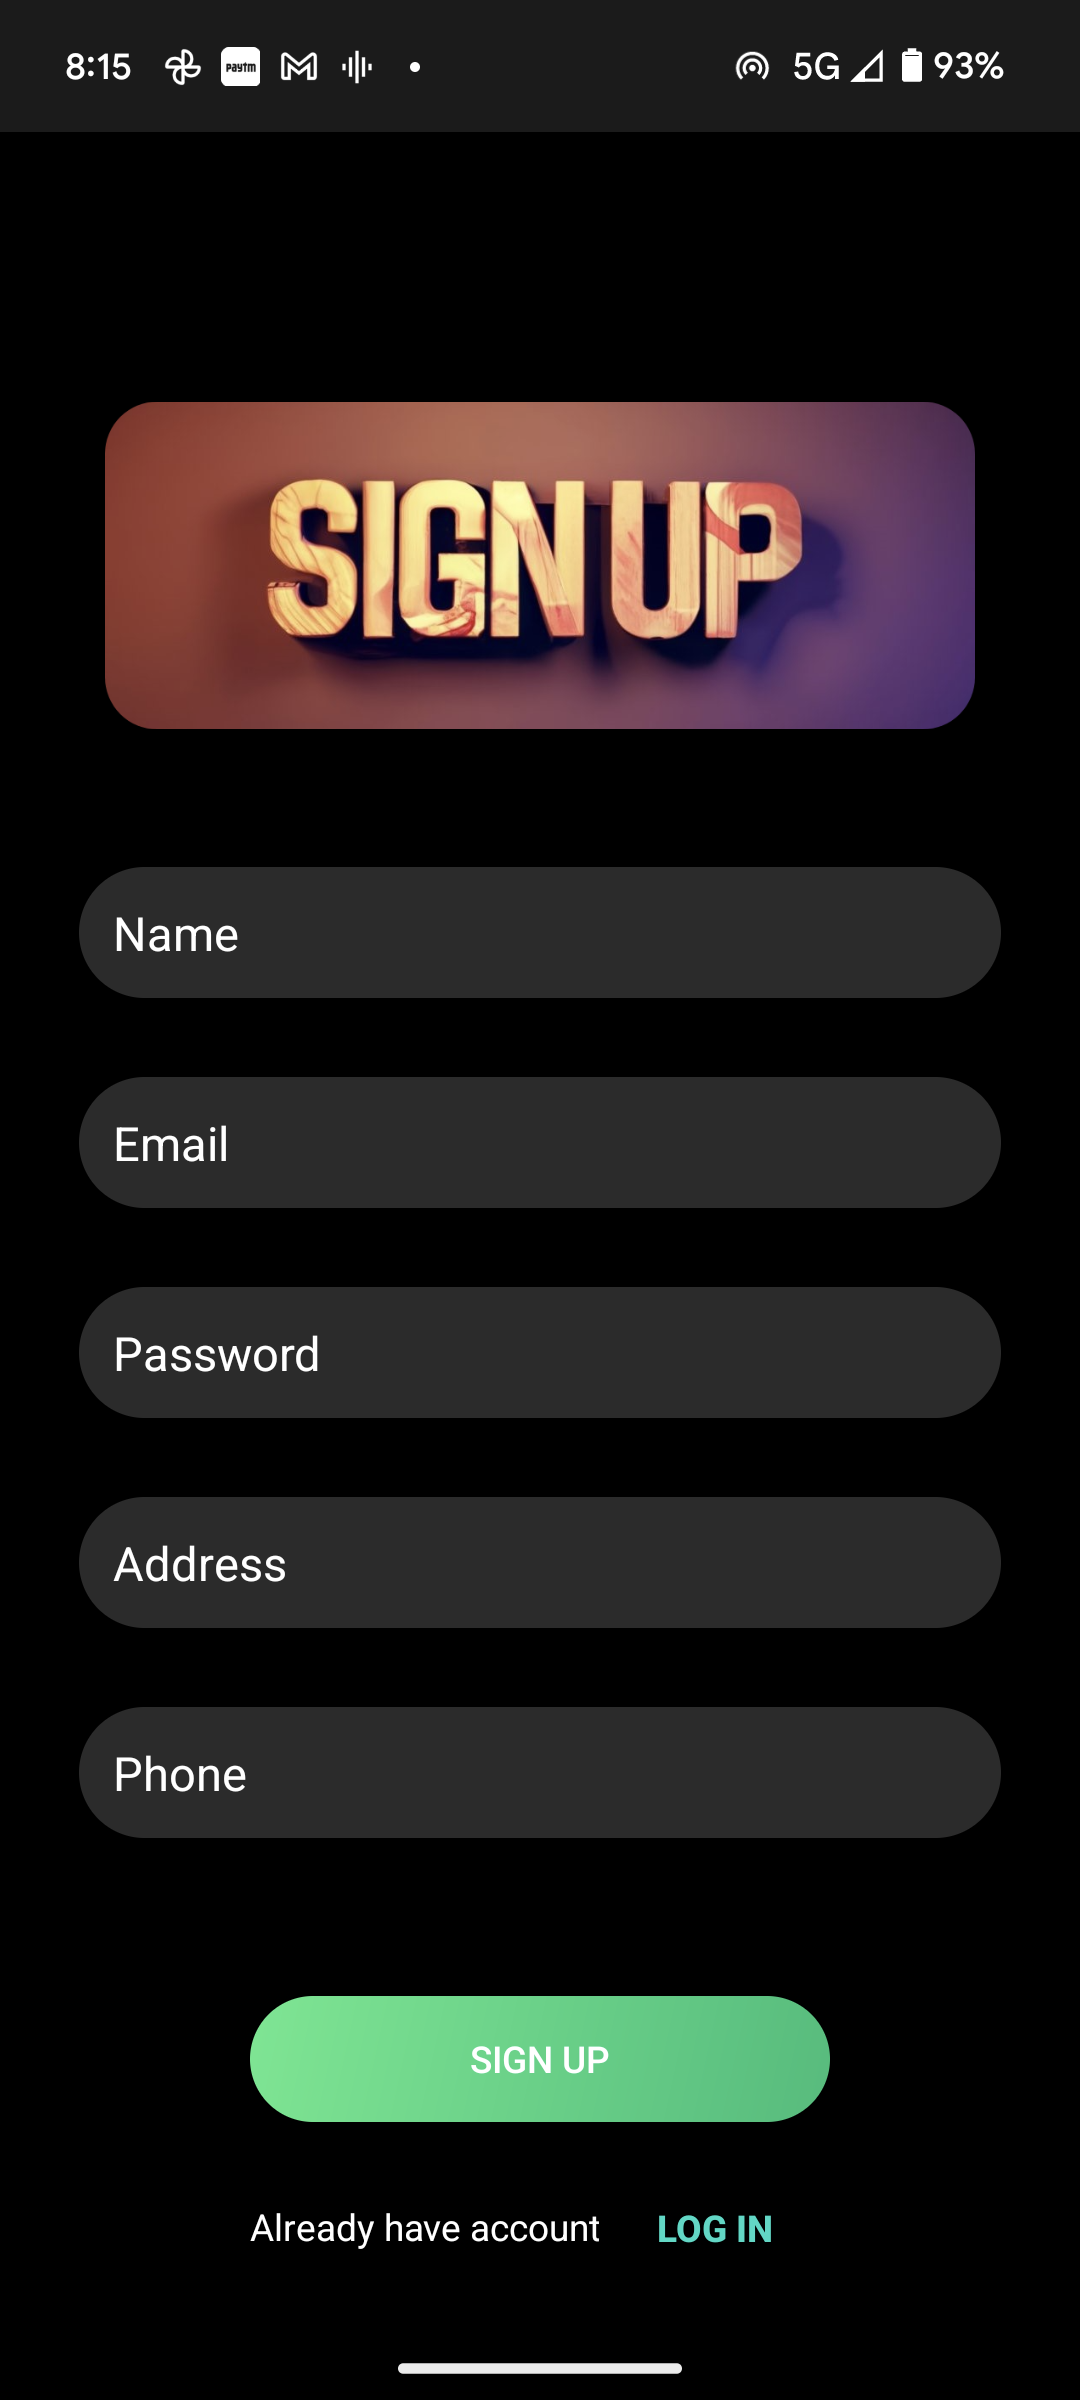 8:15 paytm 5G 93%
SIGN UP
Name
Email
Password
Address
Phone
SIGN UP
Already have account LOG IN